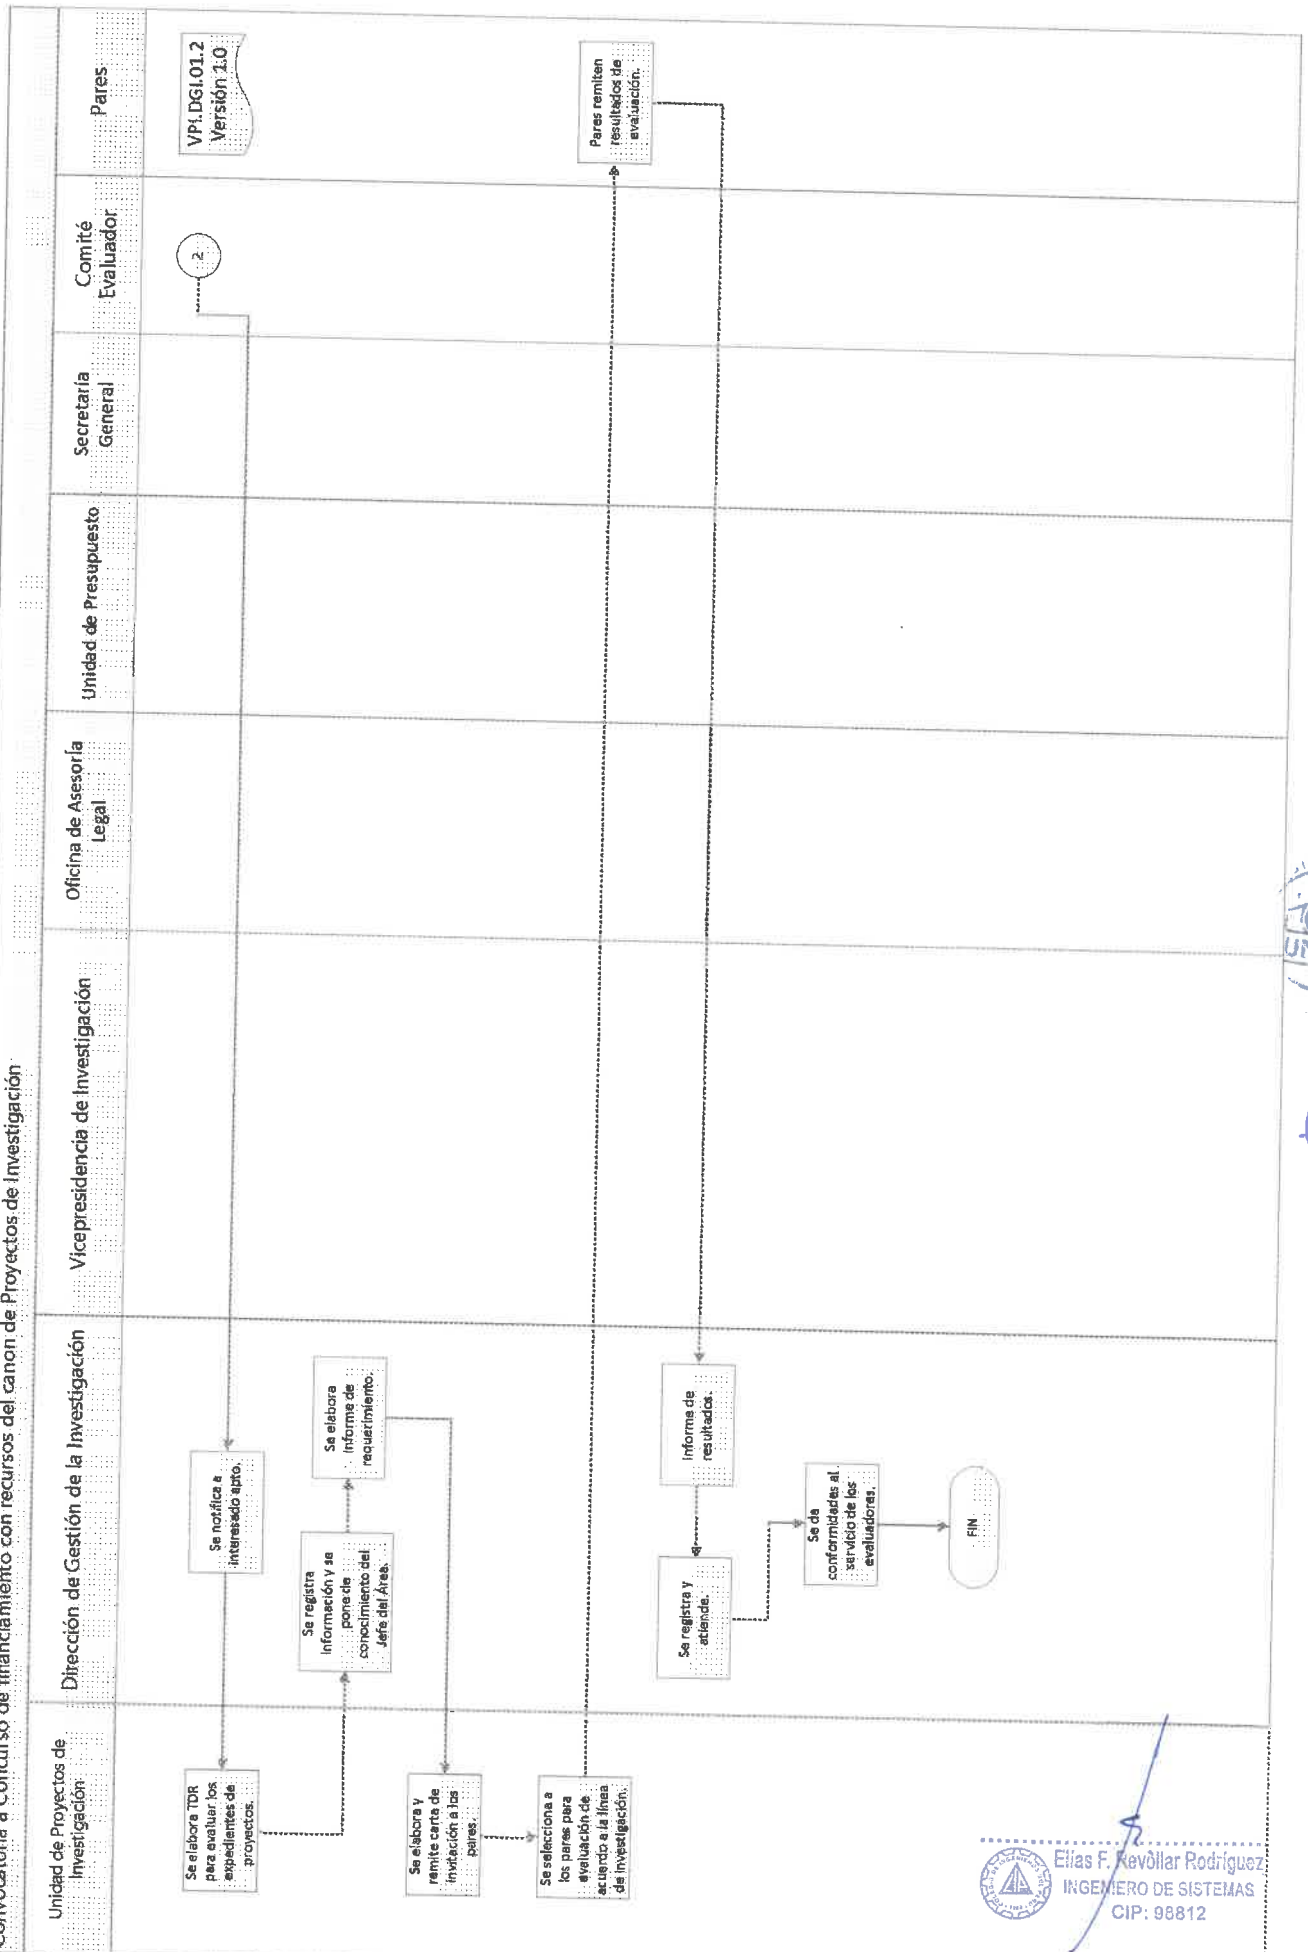 Convocatoria a Concurso de financiamiento con recursos del canon de Proyectos de Investigación
Unidad de Proyectos de
Investigación
Dirección de Gestión de la Investigación
Vicepresidencia de Investigación
Oficina de Asesoría
Legal
Unidad de Presupuesto
Secretaría
General
Comité
Evaluador
Pares
VPI.DGI.01.2
Versión 1.0
2
Se notifica a
interesado apto.
Se elabora TDR
para evaluar los
expedientes de
proyectos.
Se registra
información y se
pone de
conocimiento del
Jefe del Área.
Se elabora
informe de
requerimiento.
Se elabora y
remite carta de
invitación a los
pares.
Se selecciona a
los pares para
evaluación de
acuerdo a la línea
de investigación.
Pares remiten
resultados de
evaluación.
Informe de
resultados.
Se registra y
atiende.
Se da
conformidades al
servicio de los
evaluadores.
FIN
Elías F. Revollar Rodríguez
INGENIERO DE SISTEMAS
CIP: 98812